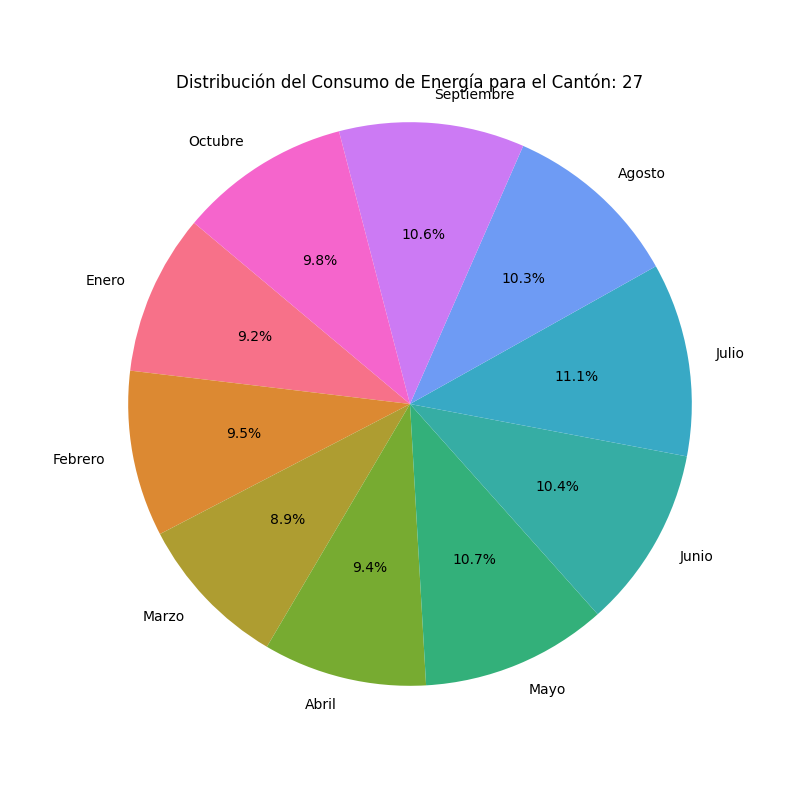 Distribución del Consumo de Energía para el Cantón: 27
Septiembre
Octubre
Agosto
10.6%
9.8%
10.3%
Enero
9.2%
Julio
11.1%
Febrero
9.5%
10.4%
8.9%
Junio
9.4%
10.7%
Marzo
Abril
Mayo